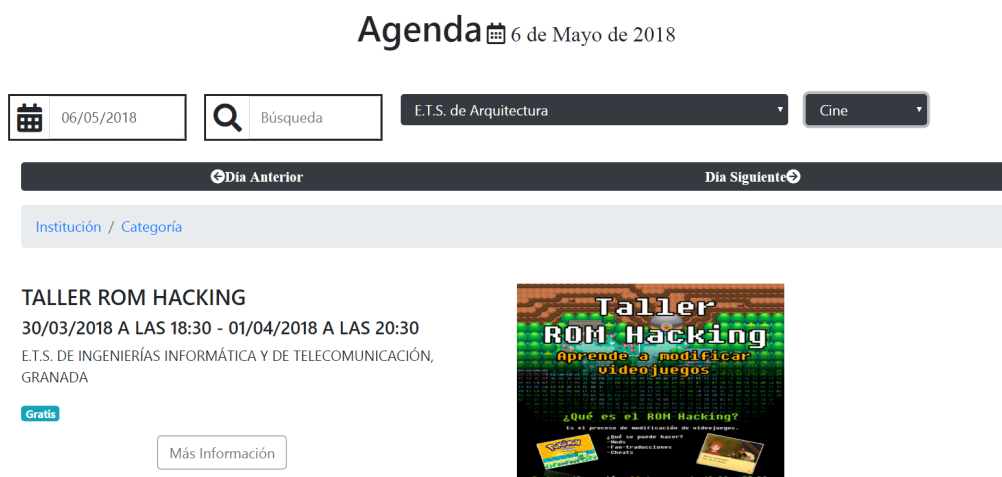 Agenda 6 de Mayo de 2018
06/05/2018
Búsqueda
E.T.S. de Arquitectura
Cine
Día Anterior
Día Siguiente
Institución / Categoría
TALLER ROM HACKING
30/03/2018 A LAS 18:30 - 01/04/2018 A LAS 20:30
E.T.S. DE INGENIERÍAS INFORMÁTICA Y DE TELECOMUNICACIÓN,
GRANADA
Gratis
Más Información
Taller
ROM Hacking
Aprende a modificar
videojuegos
¿Qué es el ROM Hacking?
Es el proceso de modificación de videojuegos.
¿Qué se puede hacer?
-Mods
-Fan-traducciones
-Cheats